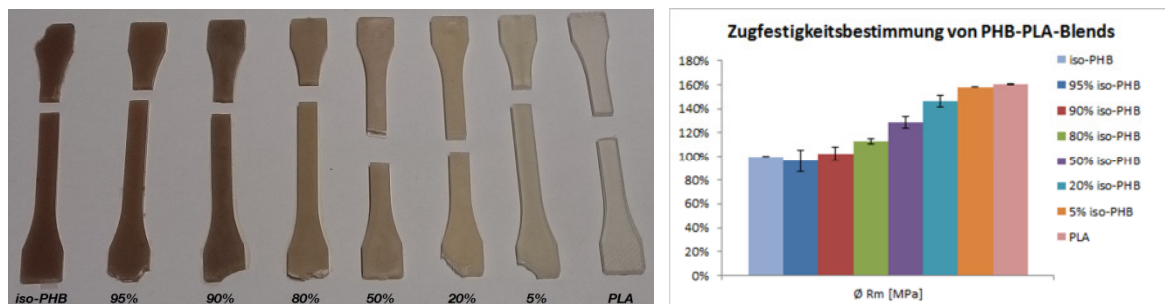 iso-PHB 95% 90% 80% 50% 20% 5% PLA
Zugfestigkeitsbestimmung von PHB-PLA-Blends
180%
160%
140%
120%
100%
80%
60%
40%
20%
0%
Ø Rm [MPa]
iso-PHB
95% iso-PHB
90% iso-PHB
80% iso-PHB
50% iso-PHB
20% iso-PHB
5% iso-PHB
PLA